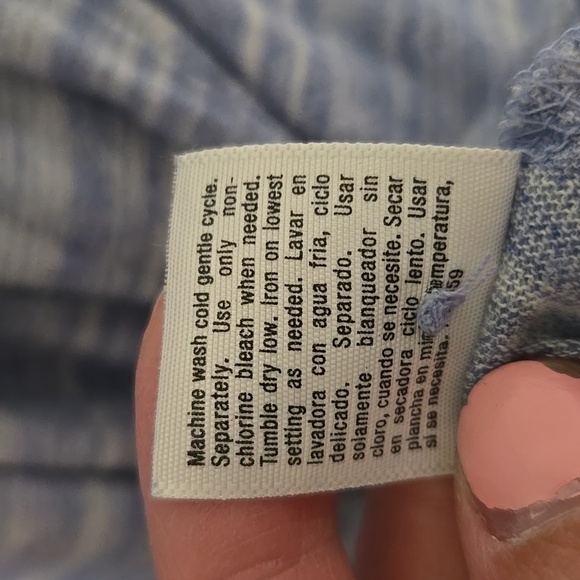 Machine wash cold gentle cycle.
Separately. Use only non-
chlorine bleach when needed.
Tumble dry low. Iron on lowest
setting as needed. Lavar en
lavadora con agua fria, ciclo
delicado. Separado. Usar
solamente blanqueador sin
cloro, cuando se necesite. Secar
en secadora ciclo lento. Usar
plancha en
si se necesita. 59